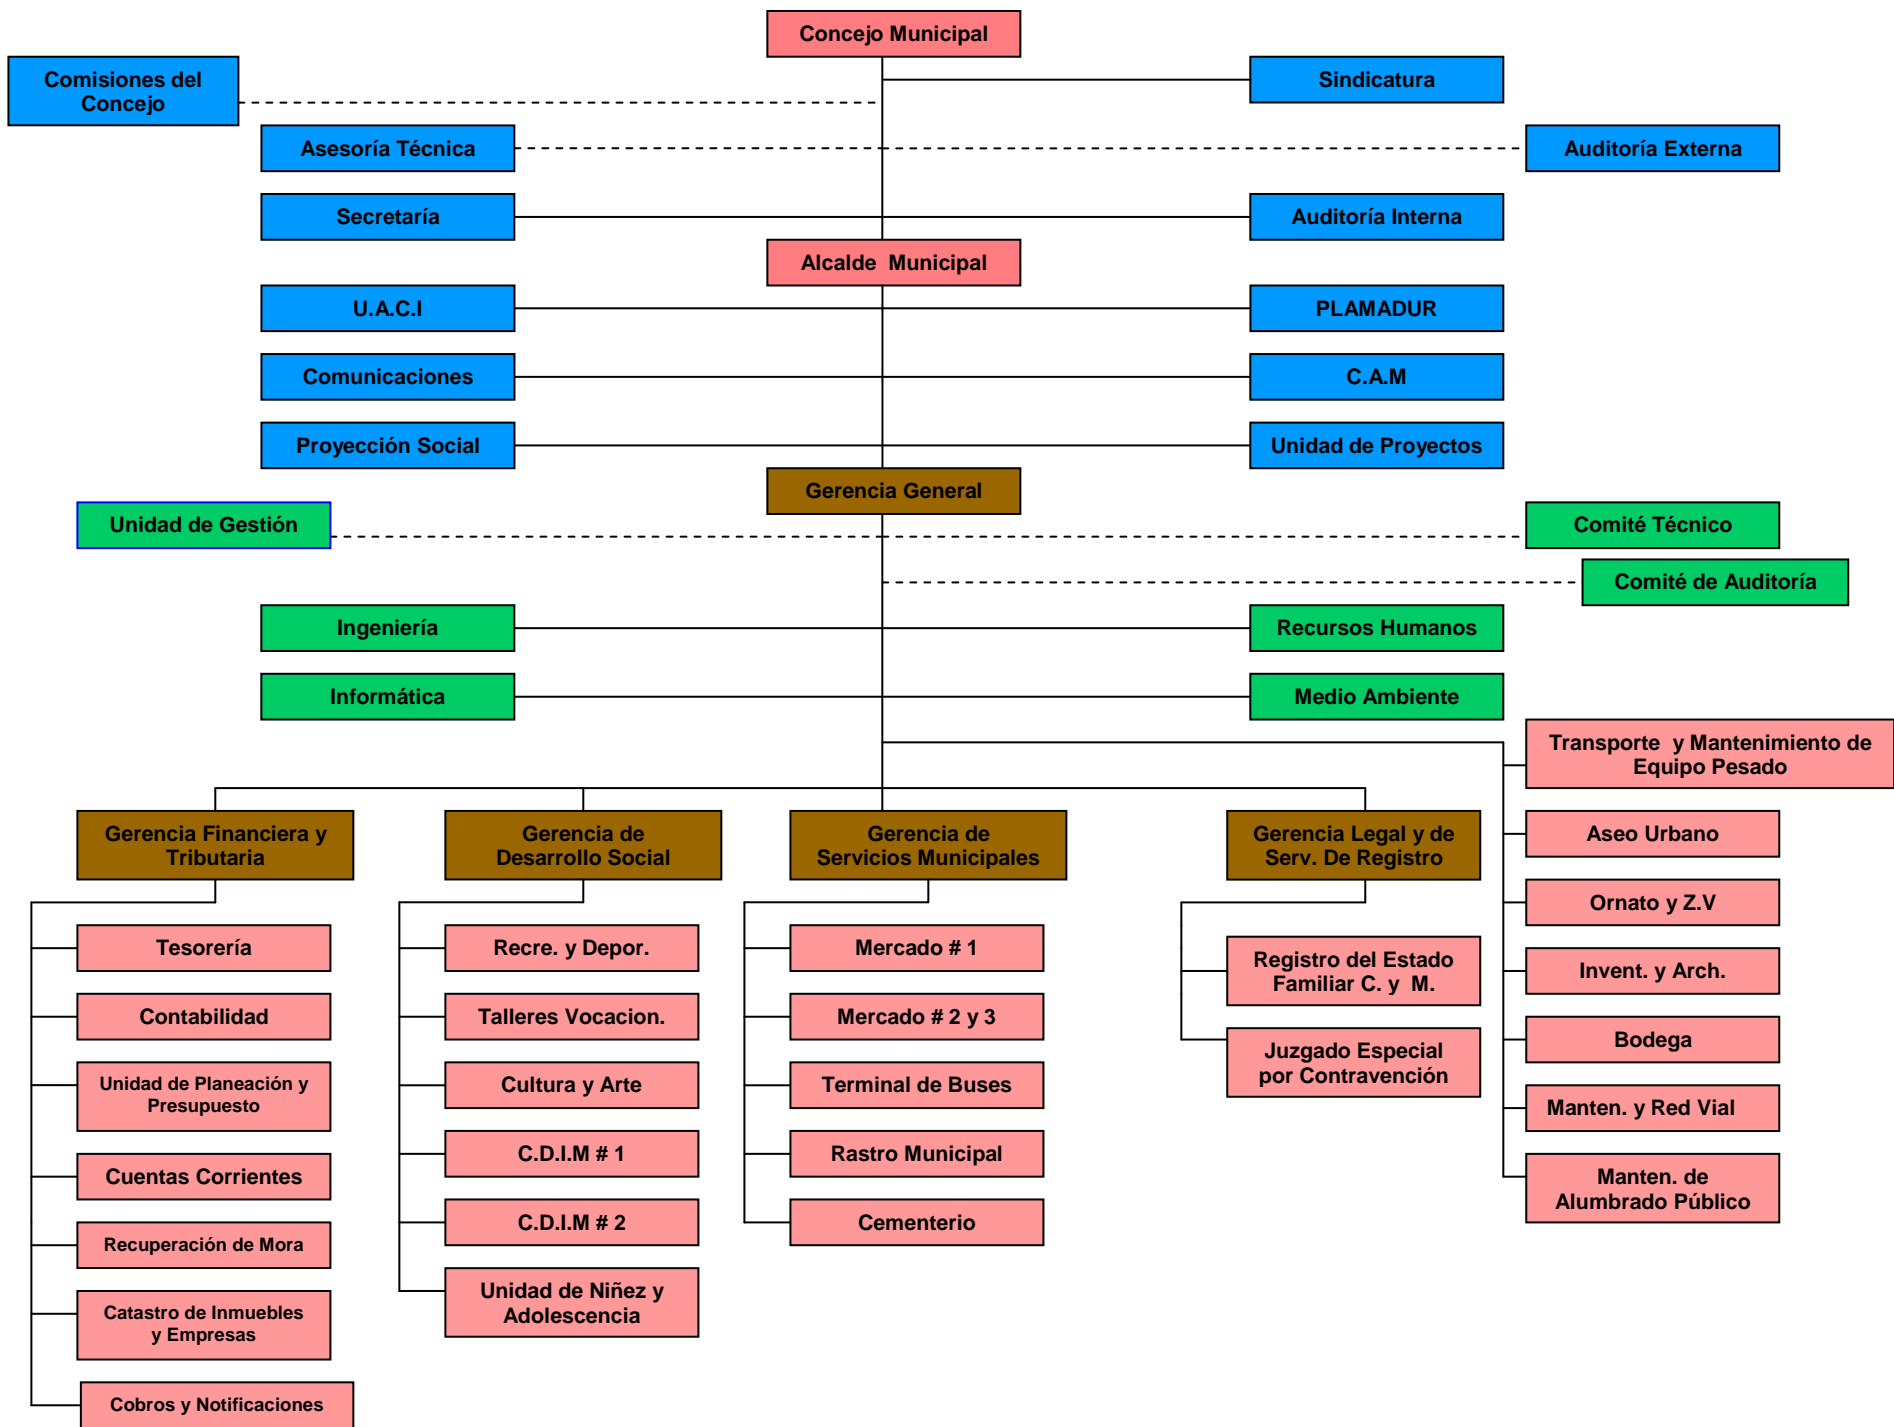 Concejo Municipal
Comisiones del
Concejo
Sindicatura
Asesoría Técnica
Auditoría Externa
Secretaría
Auditoría Interna
Alcalde  Municipal
U.A.C.I
PLAMADUR
Comunicaciones
C.A.M
Proyección Social
Unidad de Proyectos
Gerencia General
Unidad de Gestión
Comité Técnico
Comité de Auditoría
Ingeniería
Recursos Humanos
Informática
Medio Ambiente
Transporte  y Mantenimiento de
Equipo Pesado
Gerencia Financiera y
Tributaria
Gerencia de
Desarrollo Social
Gerencia de
Servicios Municipales
Gerencia Legal y de
Serv. De Registro
Aseo Urbano
Ornato y Z.V
Invent. y Arch.
Bodega
Manten. y Red Vial
Manten. de
Alumbrado Público
Tesorería
Contabilidad
Unidad de Planeación y
Presupuesto
Cuentas Corrientes
Recuperación de Mora
Catastro de Inmuebles
y Empresas
Cobros y Notificaciones
Recre. y Depor.
Talleres Vocacion.
Cultura y Arte
C.D.I.M # 1
C.D.I.M # 2
Unidad de Niñez y
Adolescencia
Mercado # 1
Mercado # 2 y 3
Terminal de Buses
Rastro Municipal
Cementerio
Registro del Estado
Familiar C. y  M.
Juzgado Especial
por Contravención